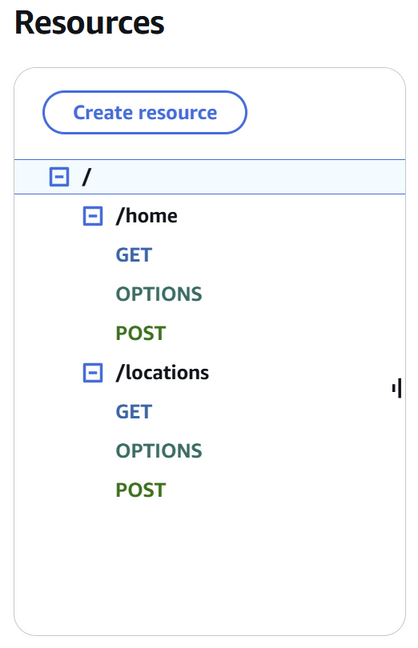 Resources
Create resource
/
/home
GET
OPTIONS
POST
/locations
GET
OPTIONS
POST